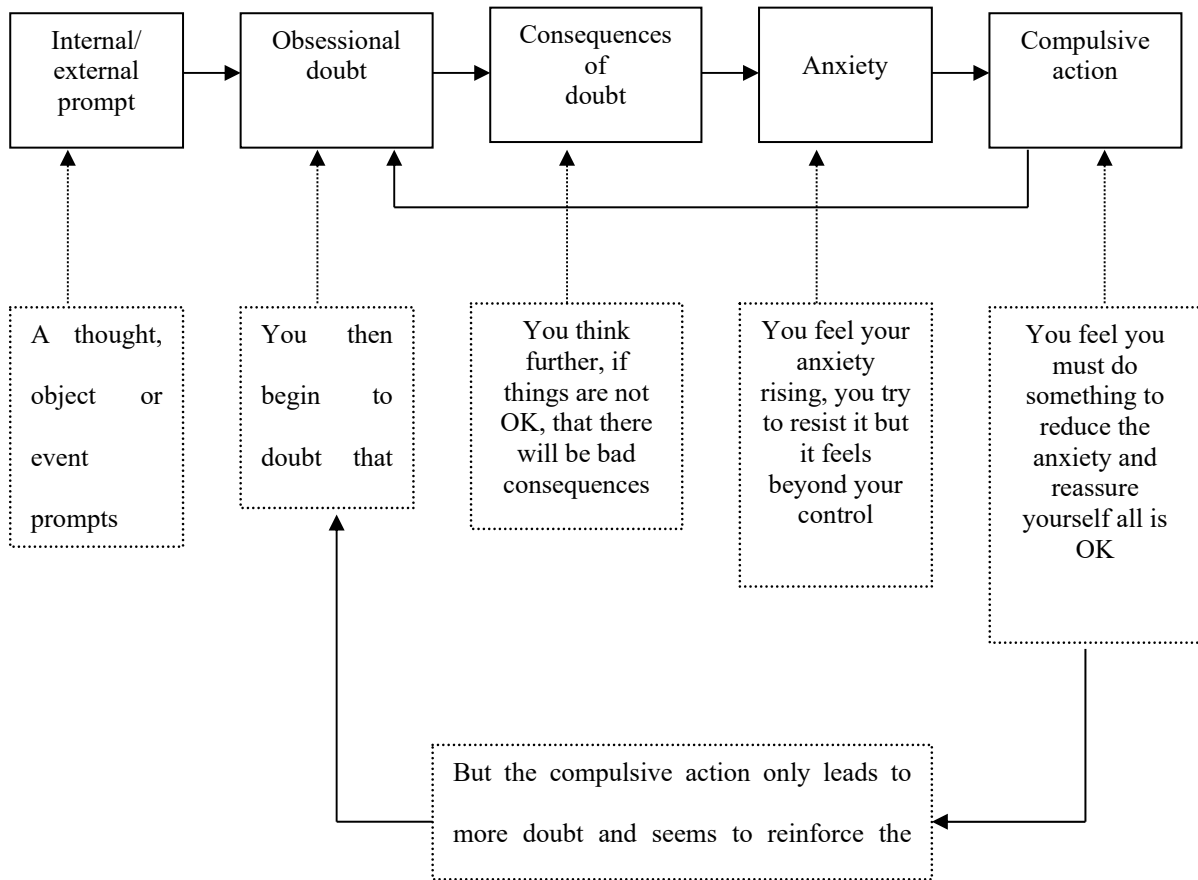 Internal/
external
prompt
Obsessional
doubt
Consequences
of
doubt
Anxiety
Compulsive
action
A thought,
object or
event
prompts
You then
begin to
doubt that
You think
further, if
things are not
OK, that there
will be bad
consequences
You feel your
anxiety
rising, you try
to resist it but
it feels
beyond your
control
You feel you
must do
something to
reduce the
anxiety and
reassure
yourself all is
OK
But the compulsive action only leads to
more doubt and seems to reinforce the